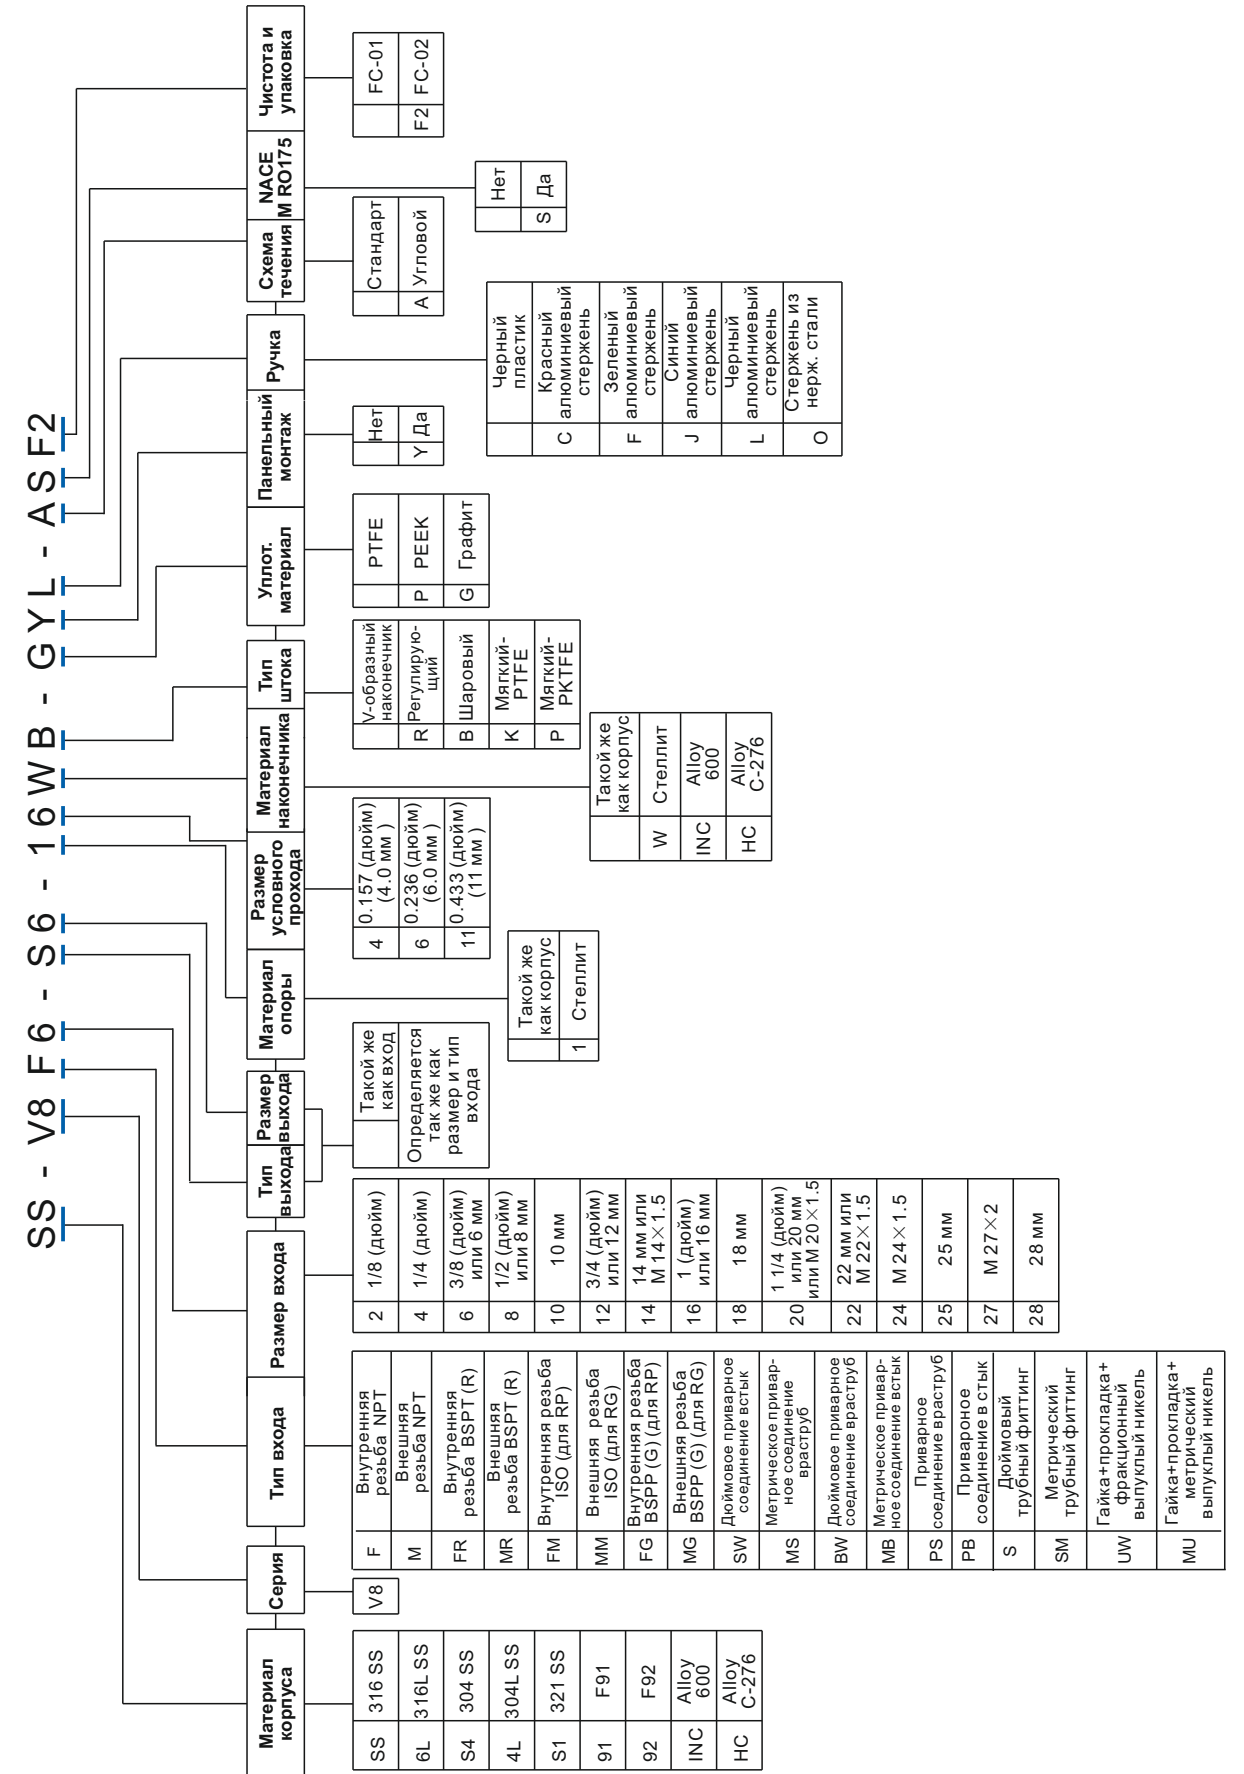 SS - V8 F6 - S6 - 16WB - GYL - ASF2
Материал
корпуса
SS 316 SS
6L 316L SS
S4 304 SS
4L 304L SS
S1 321 SS
91 F91
92 F92
INC Alloy
600
HC Alloy
C-276
Серия
V8
Тип входа
F Внутренняя
резьба NPT
M Внешняя
резьба NPT
FR Внутренняя
резьба BSPT (R)
MR Внешняя
резьба BSPT (R)
FM Внутренняя резьба
ISO (для RP)
MM Внешняя резьба
ISO (для RG)
FG Внутренняя резьба
BSPP (G) (для RP)
MG Внешняя резьба
BSPP (G) (для RG)
SW Дюймовое приварное
соединение встык
MS Метрическое привар-
ное соединение
враструб
BW Дюймовое приварное
соединение враструб
MB Метрическое привар-
ное соединение встык
PS Приварное
соединение враструб
PB Привароное
соединение в стык
S Дюймовый
трубный фиттинг
SM Метрический
трубный фиттинг
UW Гайка+прокладка+
фракционный
выпуклый никель
MU Гайка+прокладка+
метрический
выпуклый никель
Размер входа
2 1/8 (дюйм)
4 1/4 (дюйм)
6 3/8 (дюйм)
или 6 мм
8 1/2 (дюйм)
или 8 мм
10 10 мм
12 3/4 (дюйм)
или 12 мм
14 14 мм или
М 14×1.5
16 1 (дюйм)
или 16 мм
18 18 мм
20 1 1/4 (дюйм)
или 20 мм
или М 20×1.5
22 22 мм или
М 22×1.5
24 М 24×1.5
25 25 мм
27 М 27×2
28 28 мм
Тип
выхода
Размер
выхода
Такой же
как вход
Определяется
так же как
размер и тип
входа
Материал
опоры
Такой же
как корпус
1 Стеллит
Размер
условного
прохода
4 0.157 (дюйм)
(4.0 мм )
6 0.236 (дюйм)
(6.0 мм )
11 0.433 (дюйм)
(11 мм )
Материал
наконечника
Такой же
как корпус
W Стеллит
INC Alloy
600
HC Alloy
C-276
Тип
штока
V-образный
наконечник
R Регулирую-
щий
B Шаровый
K Мягкий-
PTFE
P Мягкий-
PKTFE
Уплот.
материал
PTFE
P PEEK
G Графит
Панельный
монтаж
Нет
Y Да
Ручка
Черный
пластик
C Красный
алюминиевый
стержень
F Зеленый
алюминиевый
стержень
J Синий
алюминиевый
стержень
L Черный
алюминиевый
стержень
O Стержень из
нерж. стали
Схема
течения
Стандарт
A Угловой
NACE
M RO175
Нет
S Да
Чистота и
упаковка
FC-01
F2 FC-02